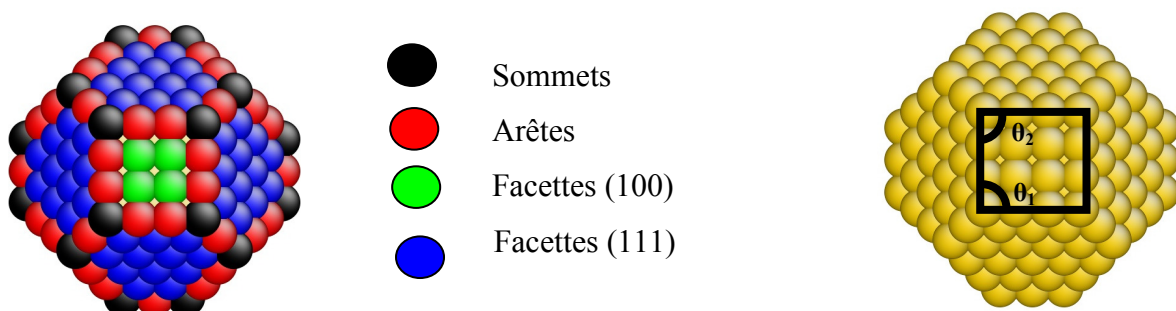 Sommets
Arêtes
Facettes (100)
Facettes (111)
θ₂
θ₁